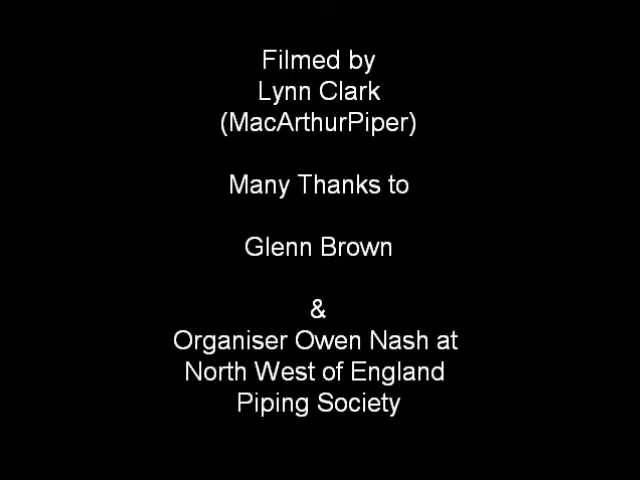 Filmed by
Lynn Clark
(MacArthurPiper)
Many Thanks to
Glenn Brown
&
Organiser Owen Nash at
North West of England
Piping Society